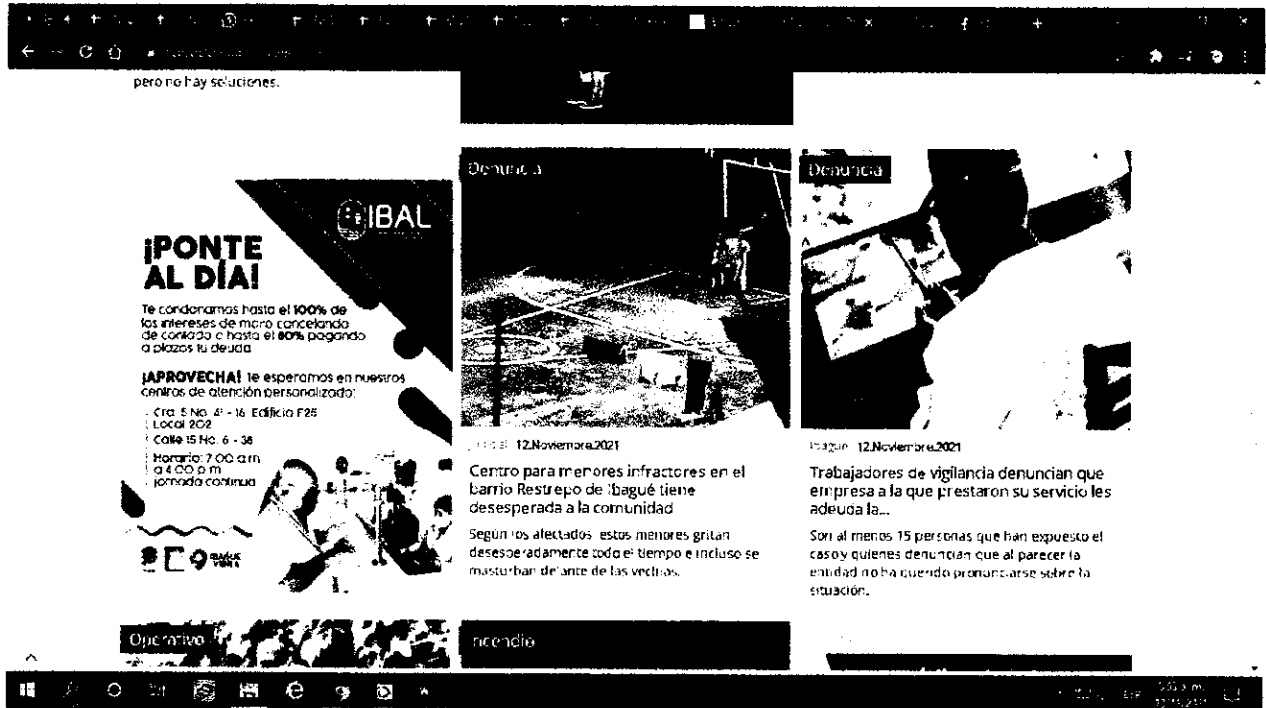 pero no hay soluciones.
IBAL
¡PONTE
AL DÍA!
Te condonamos hasta el 100% de
los intereses de mora cancelando
de contado o hasta el 80% pagando
a plazos tu deuda
¡APROVECHA! Te esperamos en nuestros
centros de atención personalizado:
Cra. 5 No. 41 - 16 Edificio F25
Local 202
Calle 15 No. 6 - 38
Horario: 7:00 a m
a 4:00 p m
jornada continua
Denuncia
12.Noviembre.2021
Centro para menores infractores en el
barrio Restrepo de Ibagué tiene
desesperada a la comunidad
Según los afectados, estos menores gritan
desesperadamente todo el tiempo e incluso se
masturban delante de las vecinas.
Denuncia
Ibagué 12.Noviembre.2021
Trabajadores de vigilancia denuncian que
empresa a la que prestaron su servicio les
adeuda la...
Son al menos 15 personas que han expuesto el
caso y quienes denuncian que al parecer la
entidad no ha querido pronunciarse sobre la
situación.
Operativo
Incendio